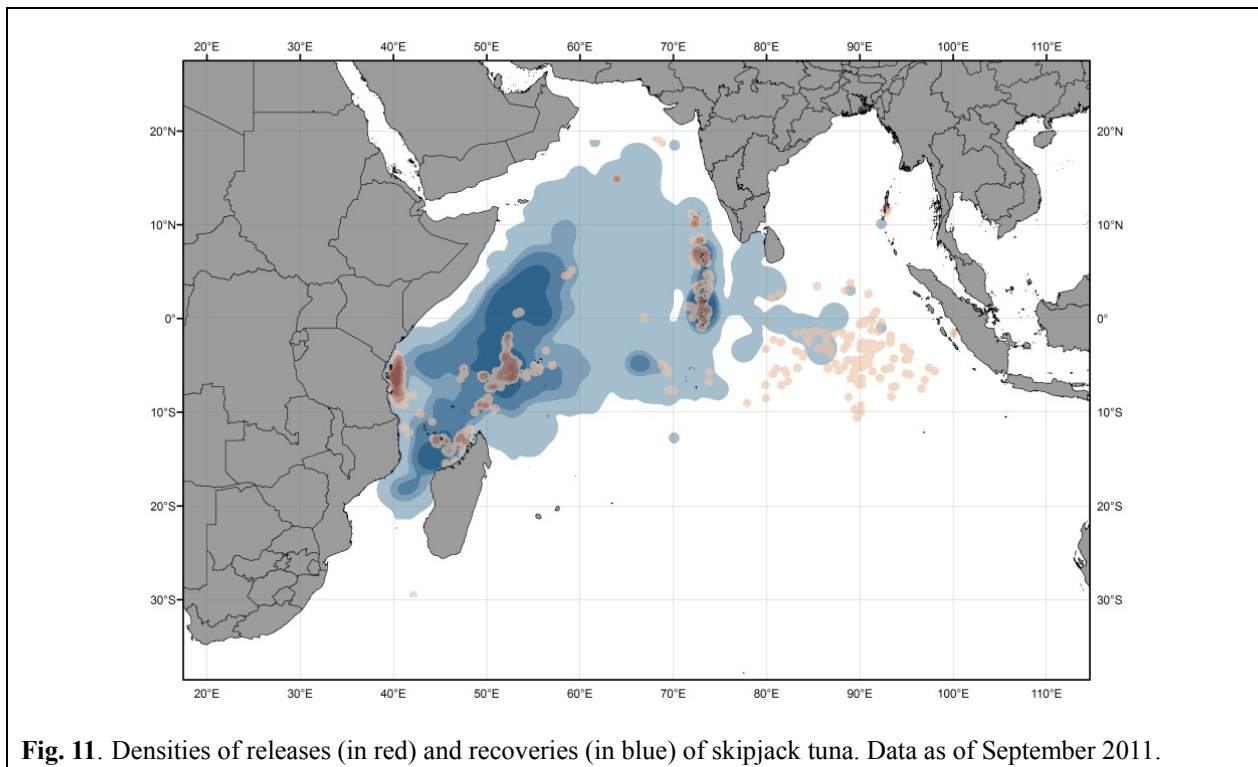 20°E 30°E 40°E 50°E 60°E 70°E 80°E 90°E 100°E 110°E
20°N 20°N
10°N 10°N
0° 0°
10°S 10°S
20°S 20°S
30°S 30°S
20°E 30°E 40°E 50°E 60°E 70°E 80°E 90°E 100°E 110°E
Fig. 11. Densities of releases (in red) and recoveries (in blue) of skipjack tuna. Data as of September 2011.